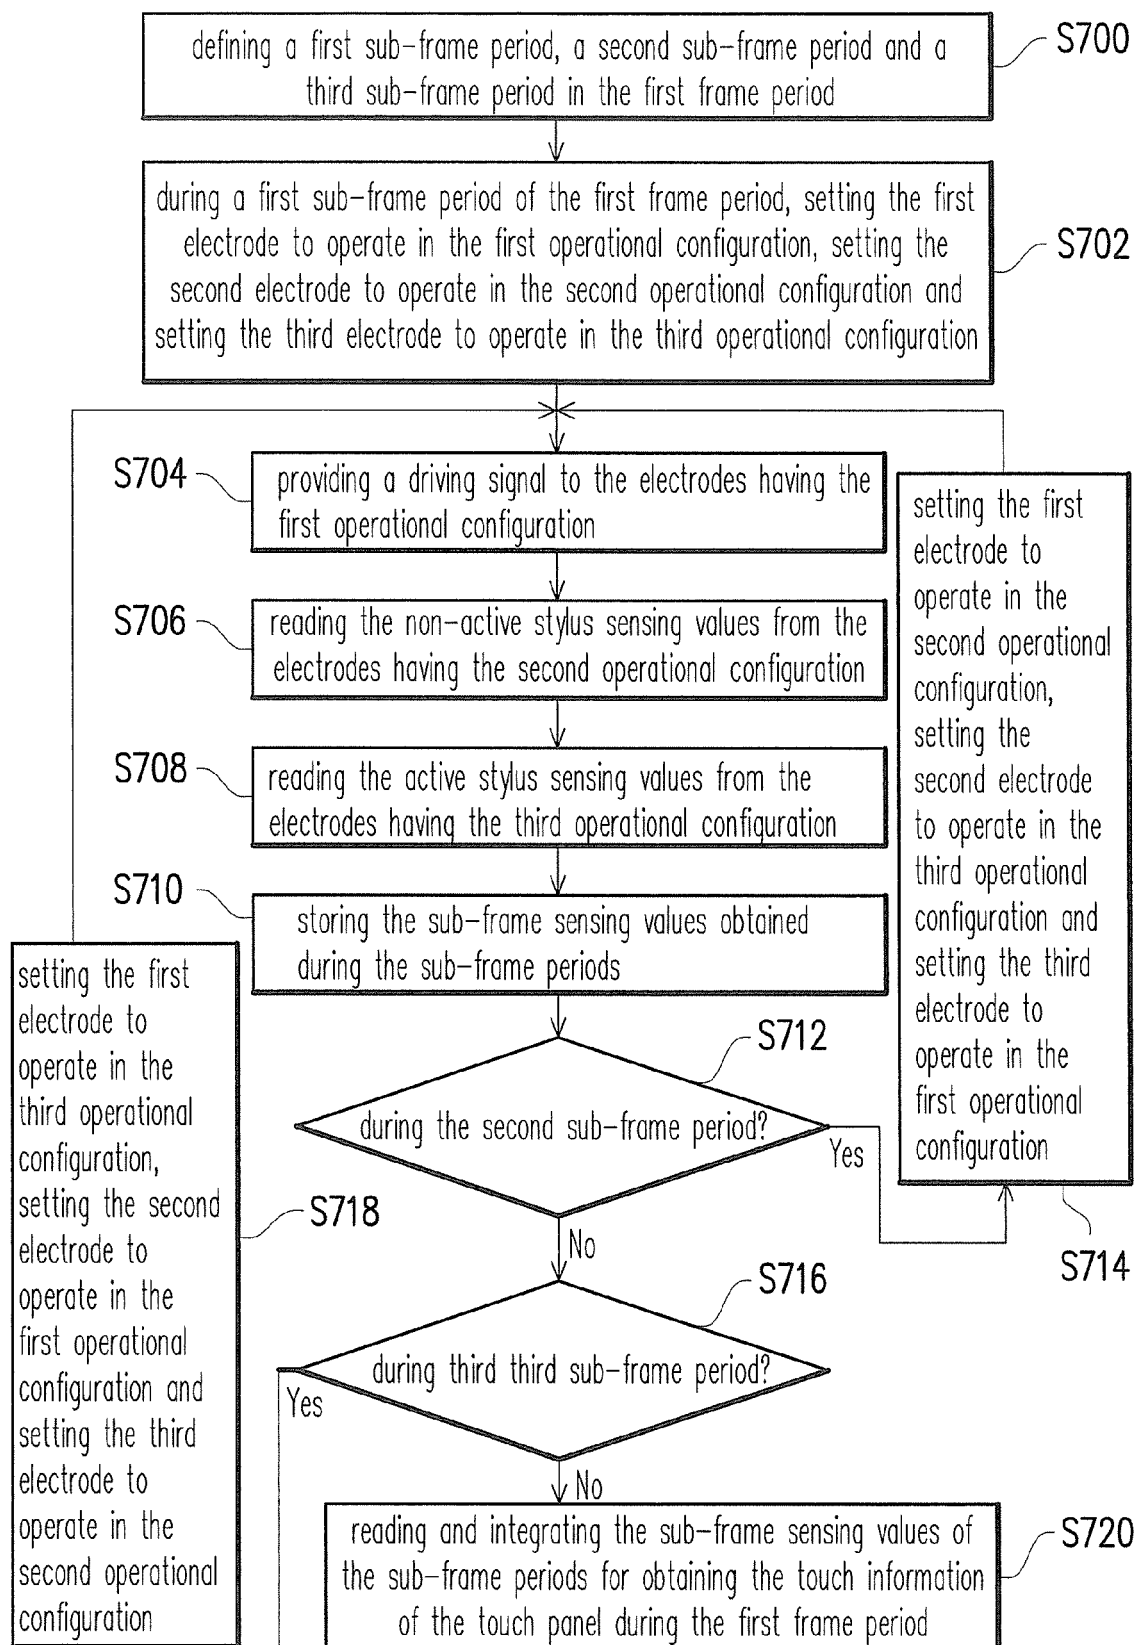 defining a first sub-frame period, a second sub-frame period and a
third sub-frame period in the first frame period
S700
during a first sub-frame period of the first frame period, setting the first
electrode to operate in the first operational configuration, setting the
second electrode to operate in the second operational configuration and
setting the third electrode to operate in the third operational configuration
S702
S704
providing a driving signal to the electrodes having the
first operational configuration
S706
reading the non-active stylus sensing values from the
electrodes having the second operational configuration
S708
reading the active stylus sensing values from the
electrodes having the third operational configuration
S710
storing the sub-frame sensing values obtained
during the sub-frame periods
S712
during the second sub-frame period?
Yes
No
setting the first
electrode to
operate in the
second operational
configuration,
setting the
second electrode
to operate in the
third operational
configuration and
setting the third
electrode to
operate in the
first operational
configuration
S714
S716
during third third sub-frame period?
Yes
No
setting the first
electrode to
operate in the
third operational
configuration,
setting the second
electrode to
operate in the
first operational
configuration and
setting the third
electrode to
operate in the
second operational
configuration
S718
reading and integrating the sub-frame sensing values of
the sub-frame periods for obtaining the touch information
of the touch panel during the first frame period
S720